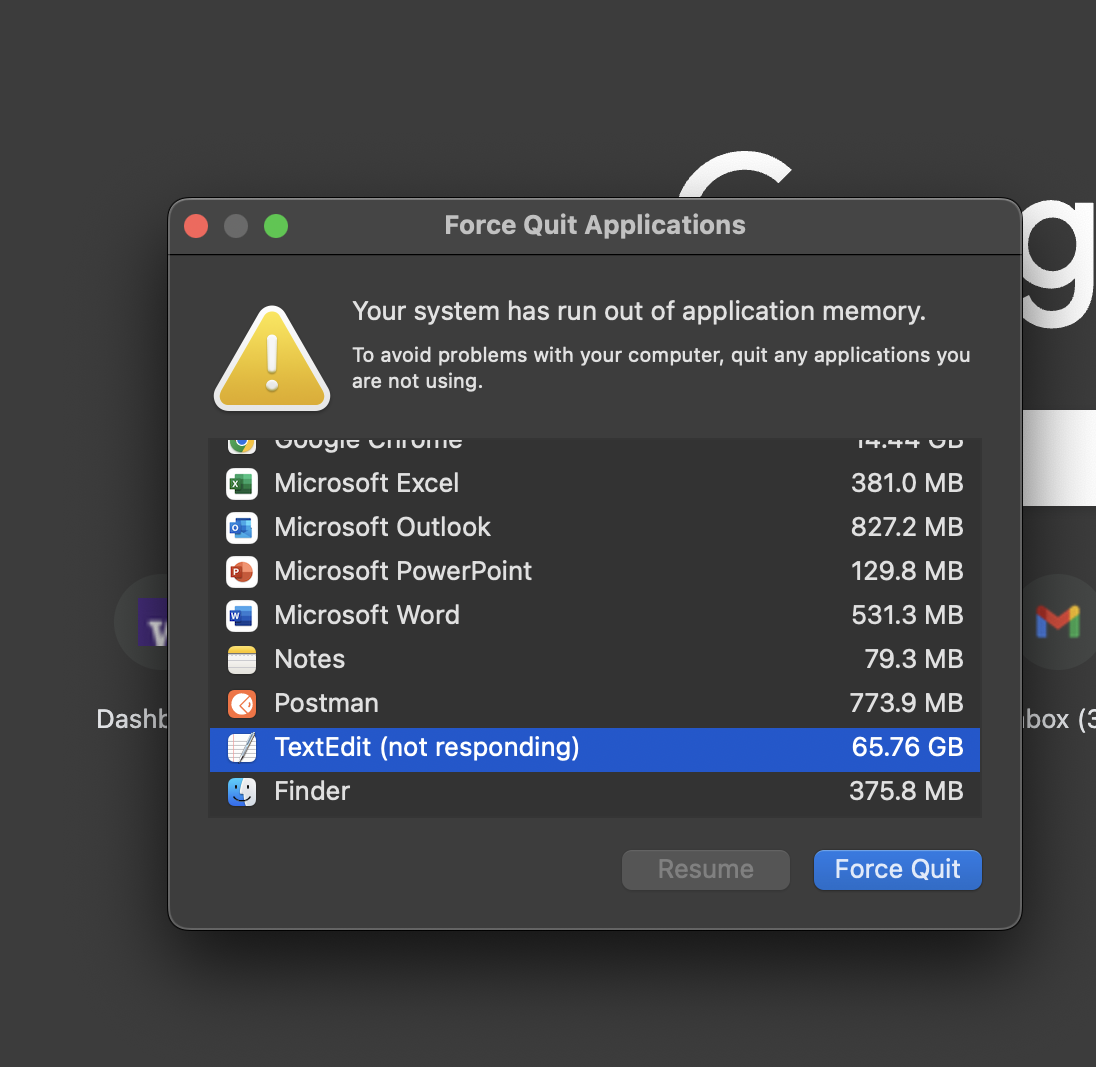 Force Quit Applications
Your system has run out of application memory.
To avoid problems with your computer, quit any applications you
are not using.
Google Chrome 14.44 GB
Microsoft Excel 381.0 MB
Microsoft Outlook 827.2 MB
Microsoft PowerPoint 129.8 MB
Microsoft Word 531.3 MB
Notes 79.3 MB
Postman 773.9 MB
Dashb
box (3
TextEdit (not responding) 65.76 GB
Finder 375.8 MB
Resume Force Quit